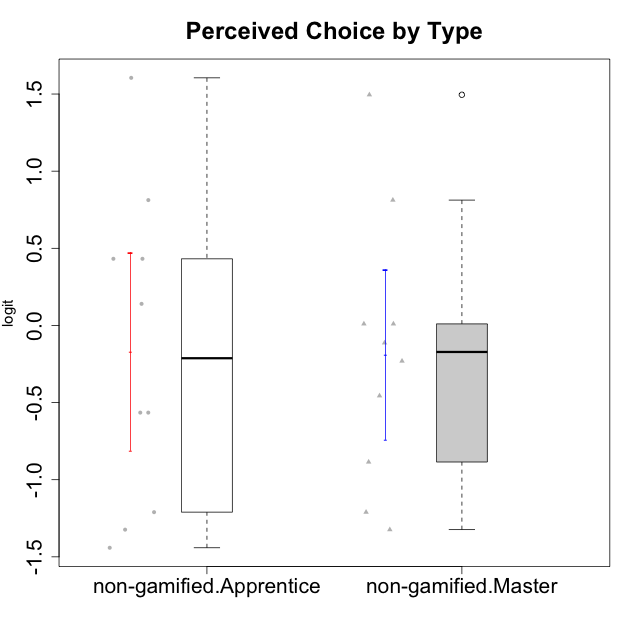 Perceived Choice by Type
1.5
1.0
0.5
0.0
-0.5
-1.0
-1.5
logit
non-gamified.Apprentice
non-gamified.Master